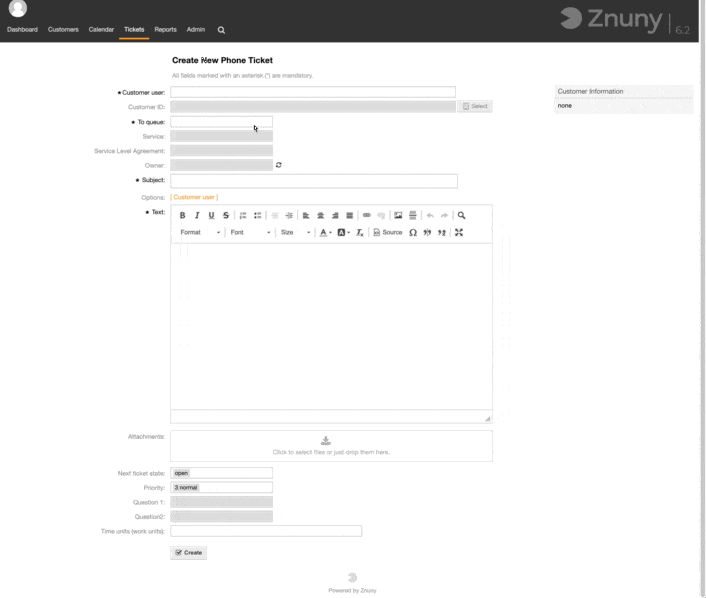 Znuny | 6.2
Dashboard Customers Calendar Tickets Reports Admin
Create New Phone Ticket
All fields marked with an asterisk (*) are mandatory.
Customer Information
none
★ Customer user:
Customer ID: Select
★ To queue:
Service:
Service Level Agreement:
Owner:
★ Subject:
Options: [ Customer user ]
★ Text:
B I U S
Format Font Size A A Tx Source Ω
Attachments:
Click to select files or just drop them here.
Next ticket state: open
Priority: 3 normal
Question 1:
Question2:
Time units (work units):
Create
Powered by Znuny